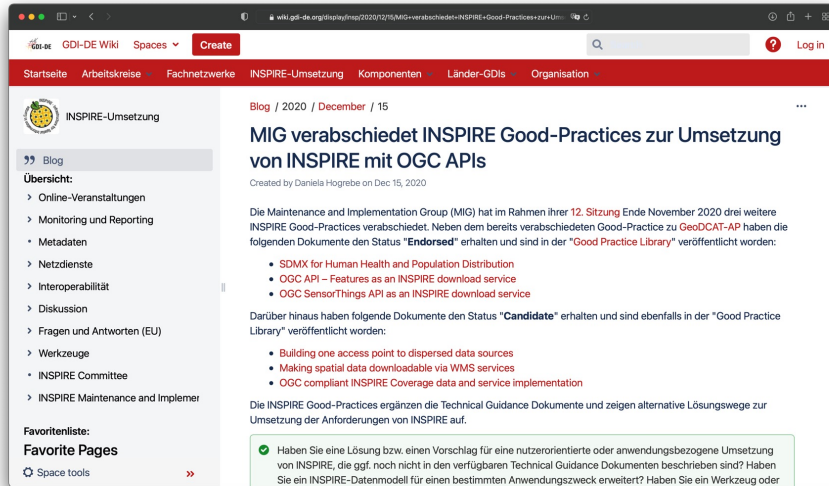 wiki.gdi-de.org/display/insp/2020/12/15/MIG+verabschiedet+INSPIRE+Good-Practices+zur+Um
GDI-DE
GDI-DE Wiki Spaces Create Log in
Startseite Arbeitskreise Fachnetzwerke INSPIRE-Umsetzung Komponenten Länder-GDIs Organisation
INSPIRE-Umsetzung
Blog
Übersicht:
Online-Veranstaltungen
Monitoring und Reporting
Metadaten
Netzdienste
Interoperabilität
Diskussion
Fragen und Antworten (EU)
Werkzeuge
INSPIRE Committee
INSPIRE Maintenance and Implemer
Favoritenliste:
Favorite Pages
Space tools
Blog / 2020 / December / 15
MIG verabschiedet INSPIRE Good-Practices zur Umsetzung
von INSPIRE mit OGC APIs
Created by Daniela Hogrebe on Dec 15, 2020
Die Maintenance and Implementation Group (MIG) hat im Rahmen ihrer 12. Sitzung Ende November 2020 drei weitere
INSPIRE Good-Practices verabschiedet. Neben dem bereits verabschiedeten Good-Practice zu GeoDCAT-AP haben die
folgenden Dokumente den Status "Endorsed" erhalten und sind in der "Good Practice Library" veröffentlicht worden:
• SDMX for Human Health and Population Distribution
• OGC API – Features as an INSPIRE download service
• OGC SensorThings API as an INSPIRE download service
Darüber hinaus haben folgende Dokumente den Status "Candidate" erhalten und sind ebenfalls in der "Good Practice
Library" veröffentlicht worden:
• Building one access point to dispersed data sources
• Making spatial data downloadable via WMS services
• OGC compliant INSPIRE Coverage data and service implementation
Die INSPIRE Good-Practices ergänzen die Technical Guidance Dokumente und zeigen alternative Lösungswege zur
Umsetzung der Anforderungen von INSPIRE auf.
Haben Sie eine Lösung bzw. einen Vorschlag für eine nutzerorientierte oder anwendungsbezogene Umsetzung
von INSPIRE, die ggf. noch nicht in den verfügbaren Technical Guidance Dokumenten beschrieben sind? Haben
Sie ein INSPIRE-Datenmodell für einen bestimmten Anwendungszweck erweitert? Haben Sie ein Werkzeug oder